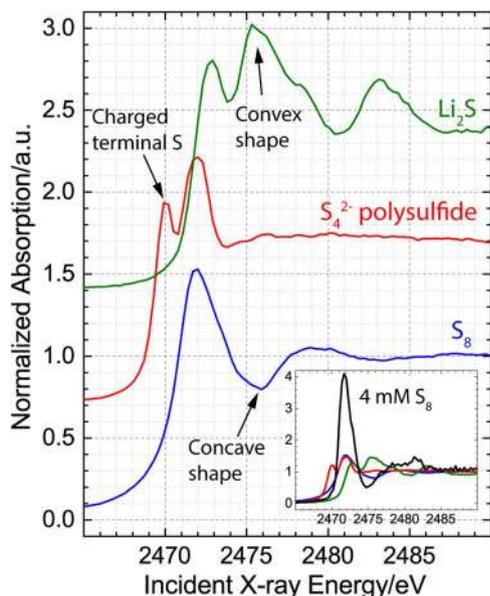 3.0
2.5
2.0
1.5
1.0
0.5
0.0
Normalized Absorption/a.u.
Charged
terminal S
Convex
shape
Li₂S
S₄²⁻ polysulfide
S₈
Concave
shape
4 mM S₈
4
3
2
1
0
2470 2475 2480 2485
2470 2475 2480 2485
Incident X-ray Energy/eV